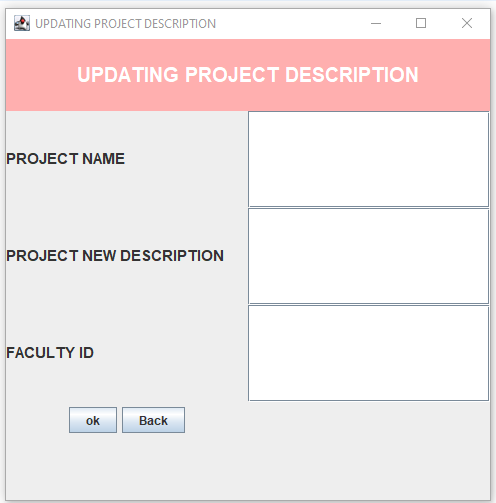 UPDATING PROJECT DESCRIPTION
UPDATING PROJECT DESCRIPTION
PROJECT NAME
PROJECT NEW DESCRIPTION
FACULTY ID
ok Back